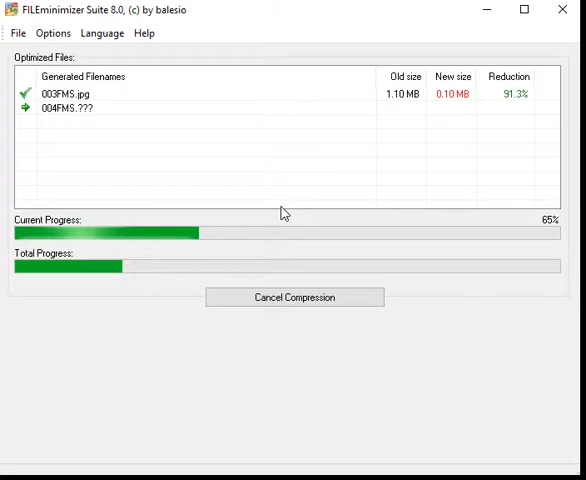 FILEminimizer Suite 8.0, (c) by balesio
File Options Language Help
Optimized Files:
Generated Filenames Old size New size Reduction
003FMS.jpg 1.10 MB 0.10 MB 91.3%
004FMS.???
Current Progress: 65%
Total Progress:
Cancel Compression